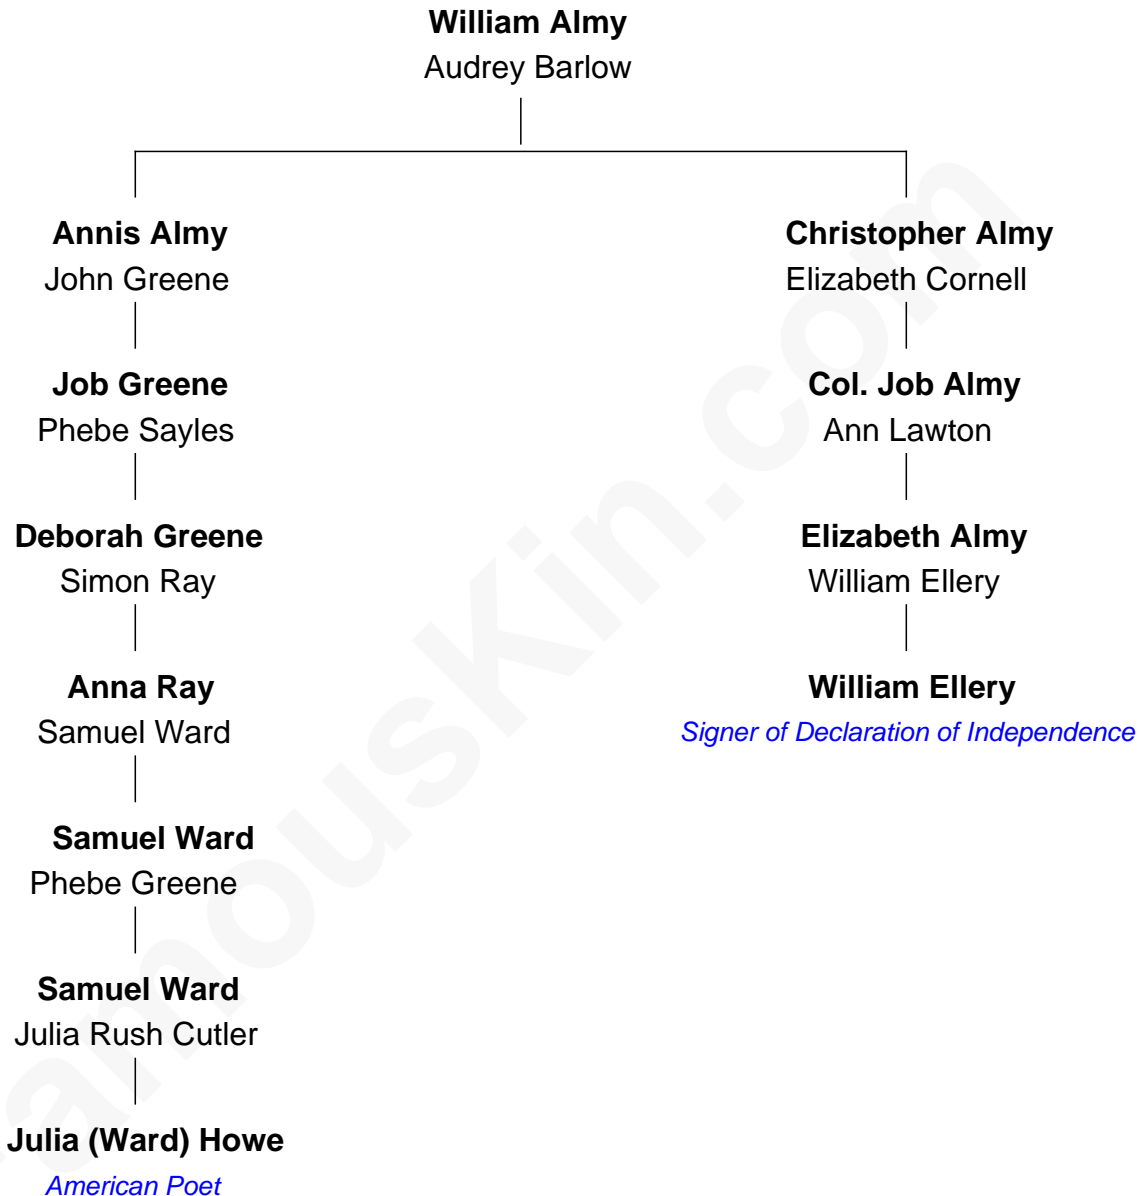 William Almy
Audrey Barlow
Annis Almy
John Greene
Christopher Almy
Elizabeth Cornell
Job Greene
Phebe Sayles
Col. Job Almy
Ann Lawton
Deborah Greene
Simon Ray
Elizabeth Almy
William Ellery
Anna Ray
Samuel Ward
William Ellery
Signer of Declaration of Independence
Samuel Ward
Phebe Greene
Samuel Ward
Julia Rush Cutler
Julia (Ward) Howe
American Poet
FamousKin.com